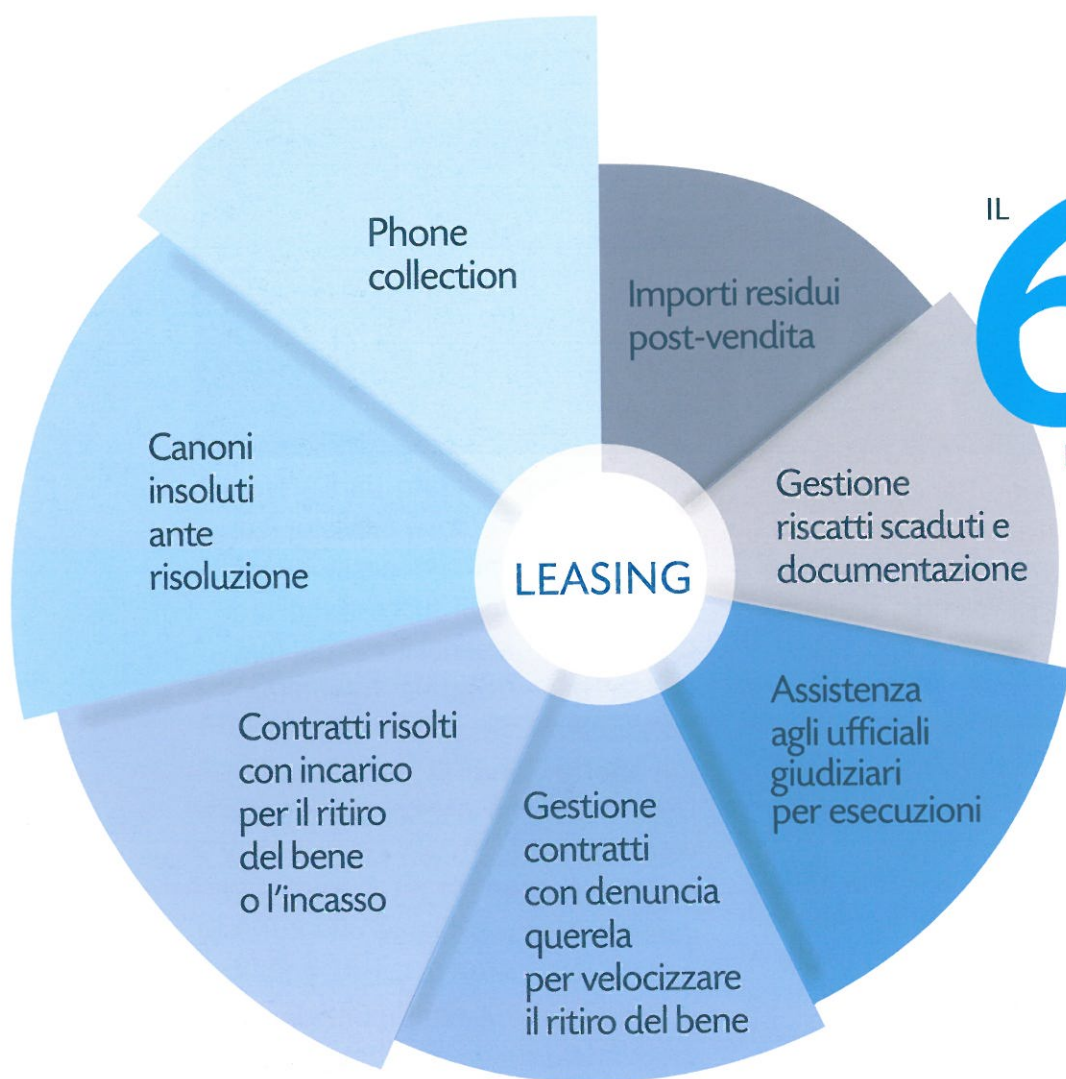 Phone
collection
Importi residui
post-vendita
IL
6
Gestione
riscatti scaduti e
documentazione
Canoni
insoluti
ante
risoluzione
LEASING
Assistenza
agli ufficiali
giudiziari
per esecuzioni
Contratti risolti
con incarico
per il ritiro
del bene
o l'incasso
Gestione
contratti
con denuncia
querela
per velocizzare
il ritiro del bene